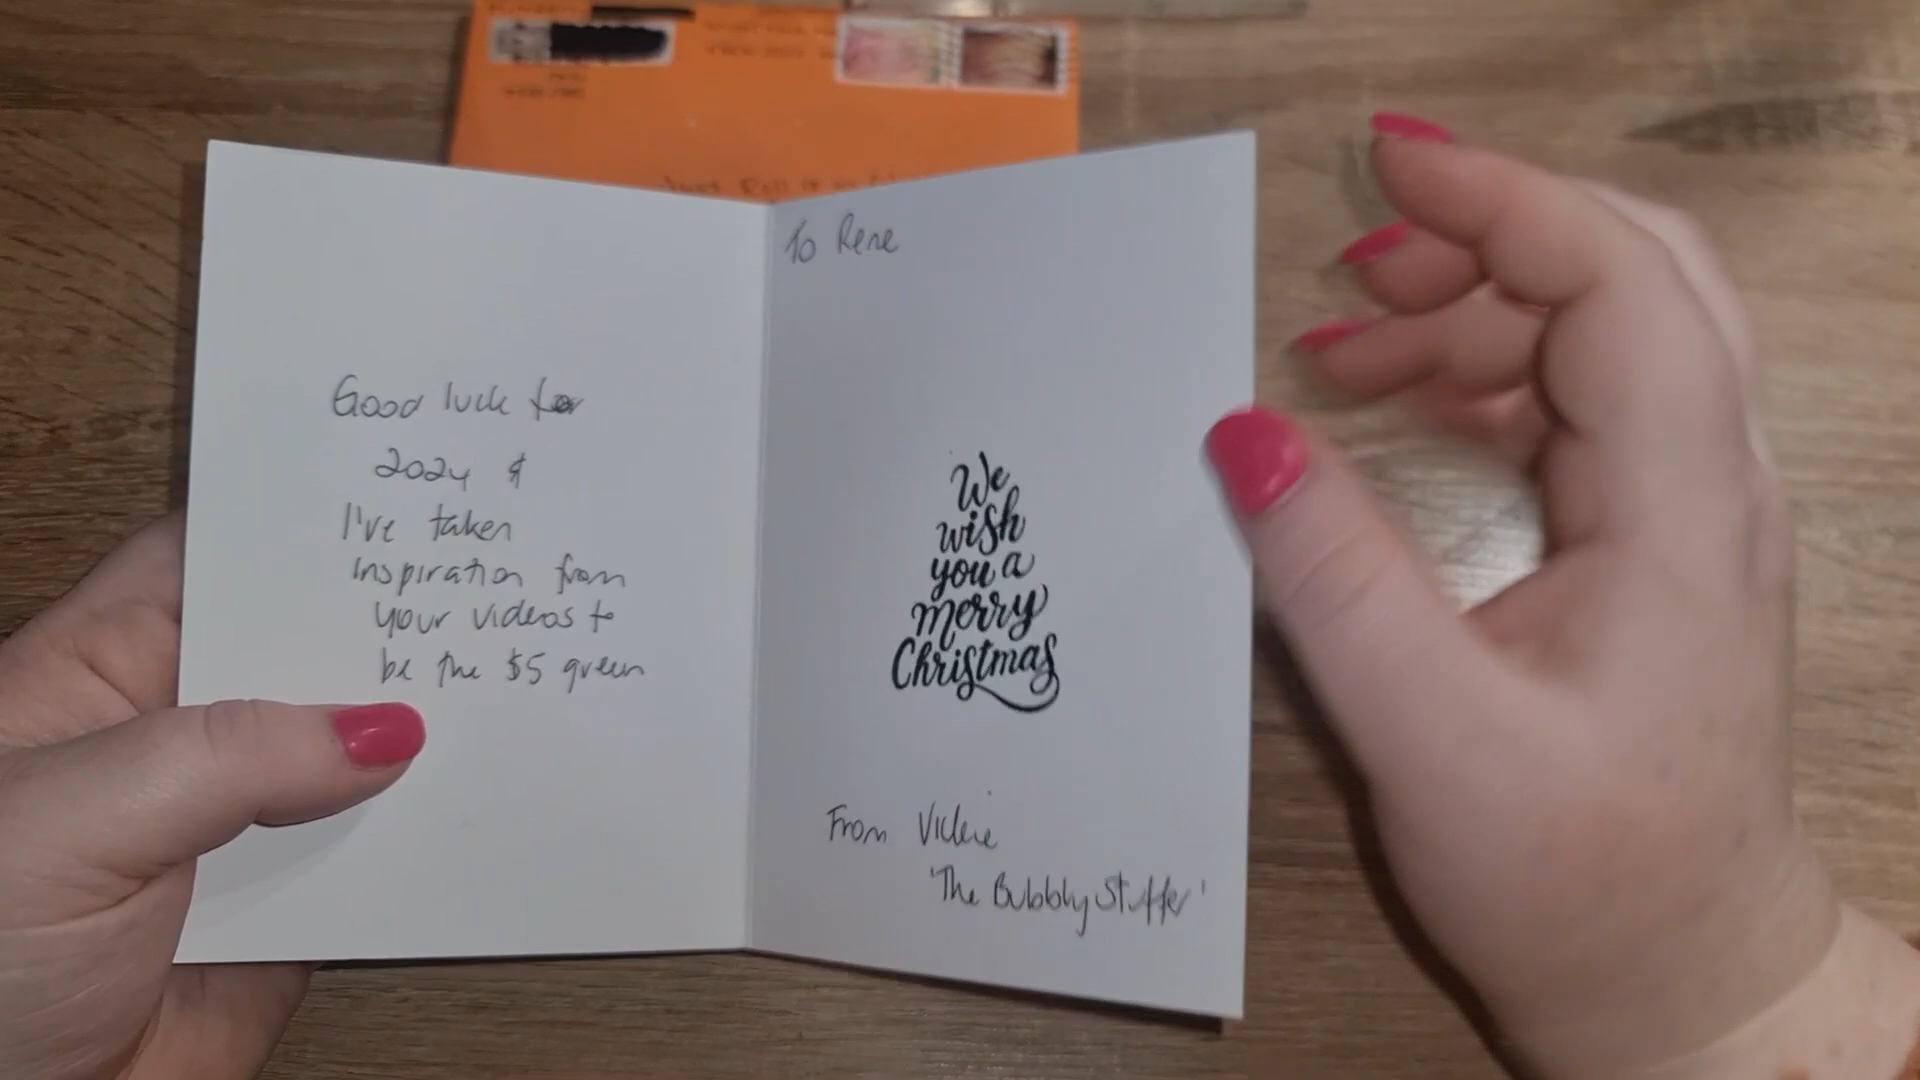 Good luck for
2024 &
I've taken
inspiration from
your videos to
be the $5 queen
To Rene
We
wish
you a
merry
Christmas
From Vickie
'The Bubbly Stuffer'